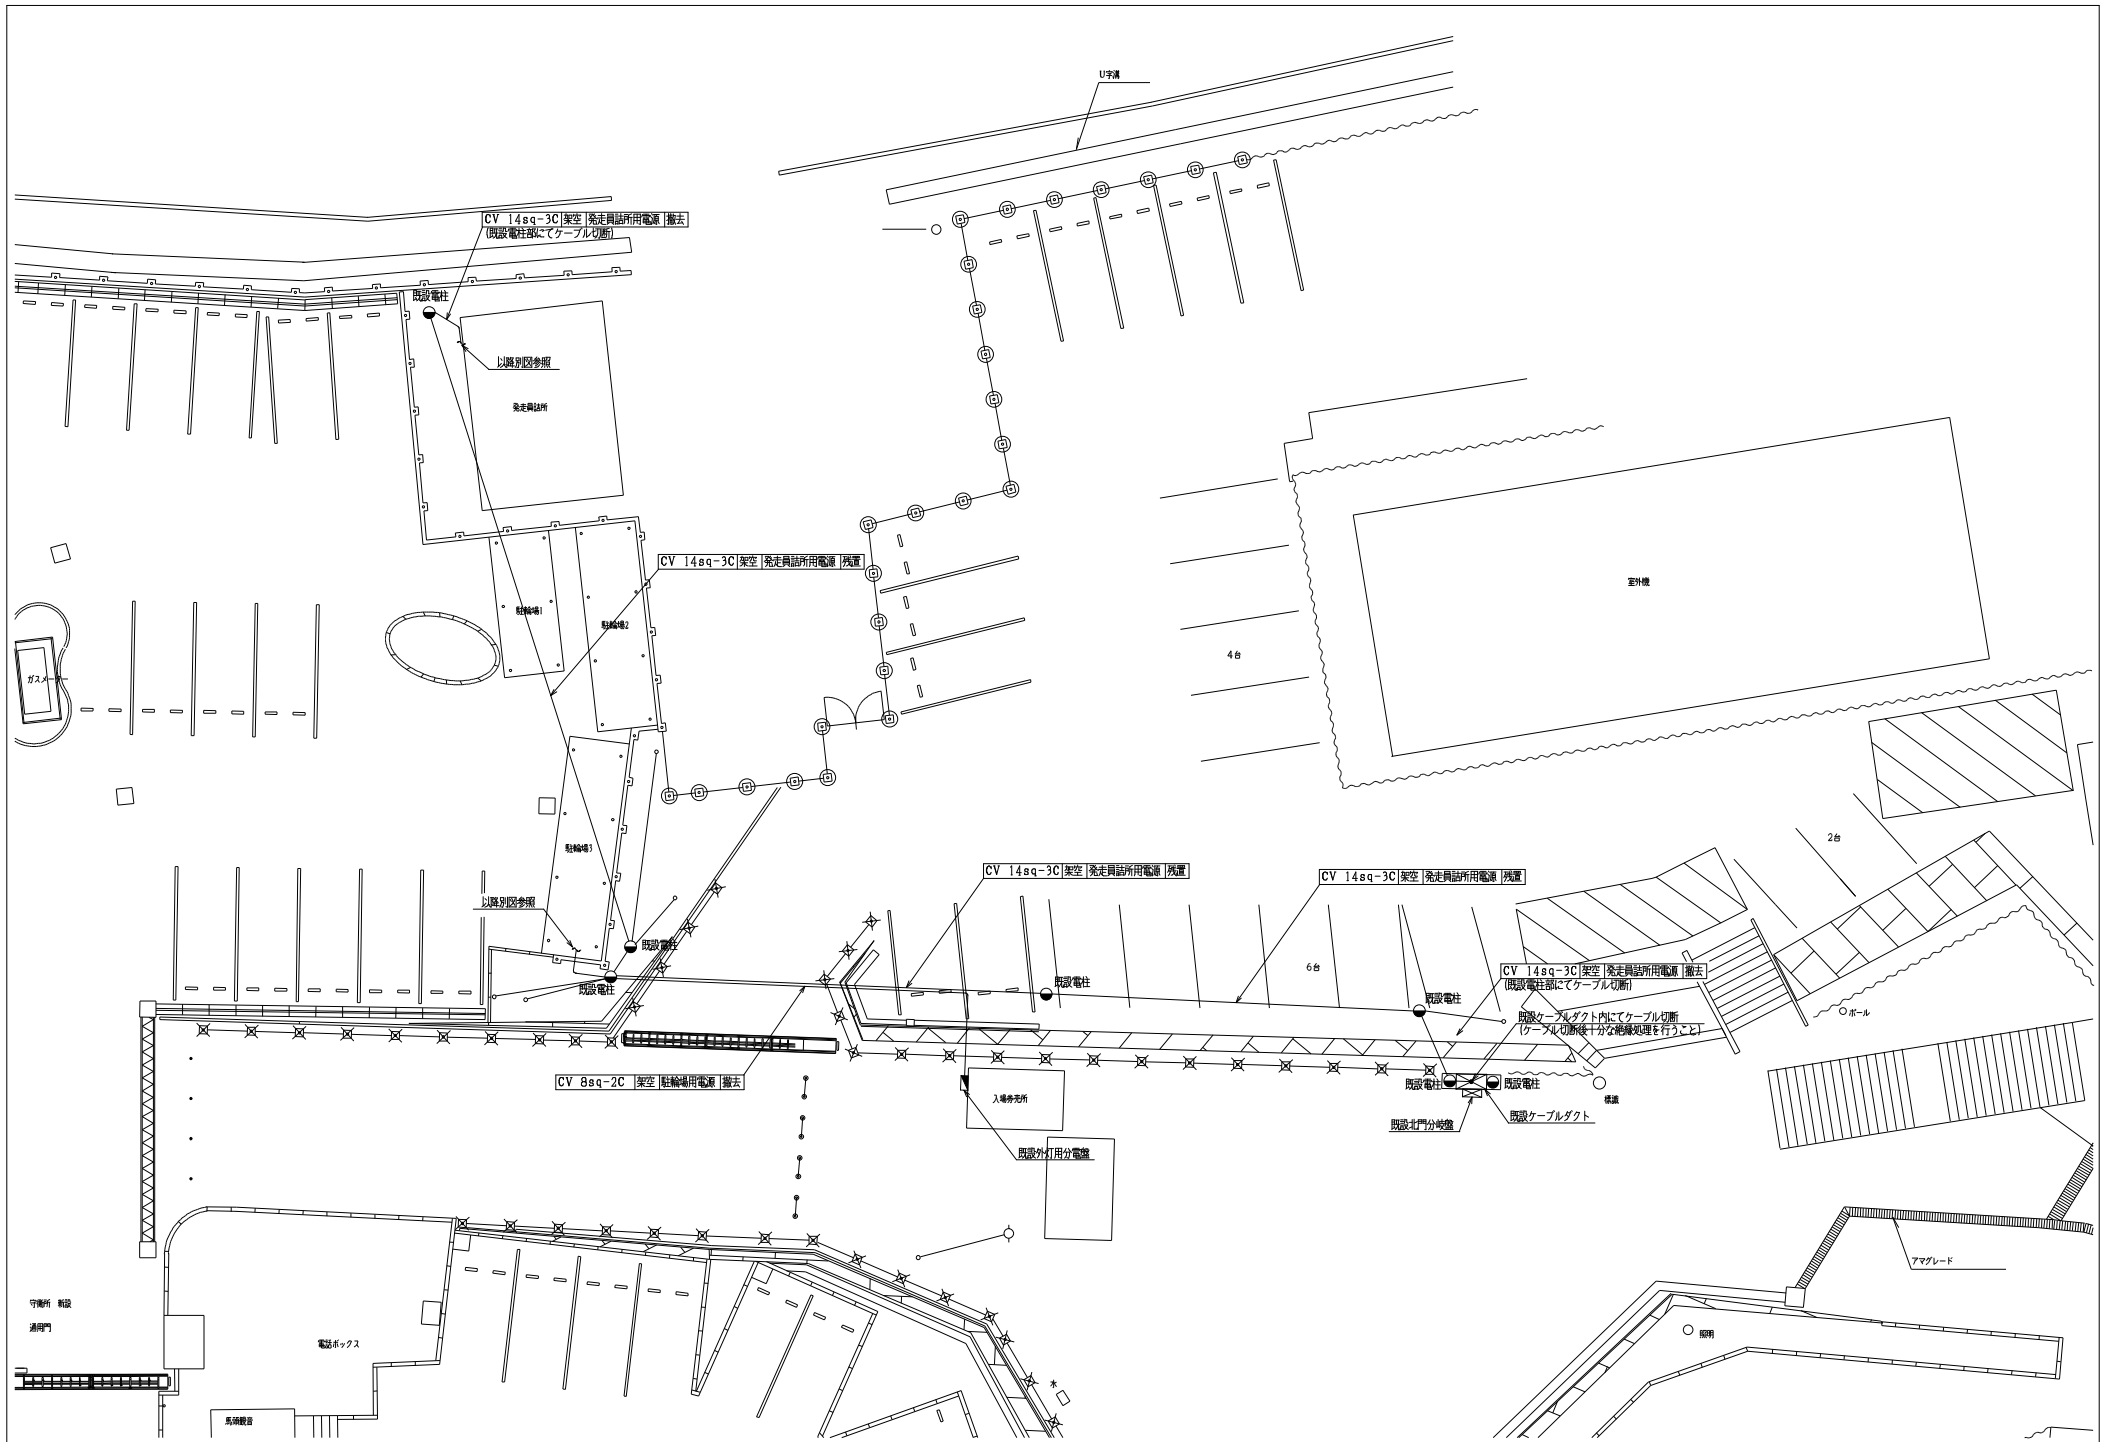 U字溝
CV 14sq-3C 架空 発走員詰所用電源 撤去
(既設電柱部にてケーブル切断)
既設電柱
以降別図参照
発走員詰所
CV 14sq-3C 架空 発走員詰所用電源 残置
室外機
駐輪場1
駐輪場2
4台
ガスメーター
2台
駐輪場3
CV 14sq-3C 架空 発走員詰所用電源 残置
CV 14sq-3C 架空 発走員詰所用電源 残置
以降別図参照
既設電柱
6台
CV 14sq-3C 架空 発走員詰所用電源 撤去
(既設電柱部にてケーブル切断)
既設電柱
既設電柱
既設電柱
既設ケーブルダクト内にてケーブル切断
(ケーブル切断後十分な絶縁処理を行うこと)
ポール
CV 8sq-2C 架空 駐輪場用電源 撤去
既設電柱
既設電柱
入場券売所
標識
既設北門分岐盤
既設ケーブルダクト
既設外灯用分電盤
アマグレード
守衛所 新設
通用門
電話ボックス
照明
木
馬頭観音